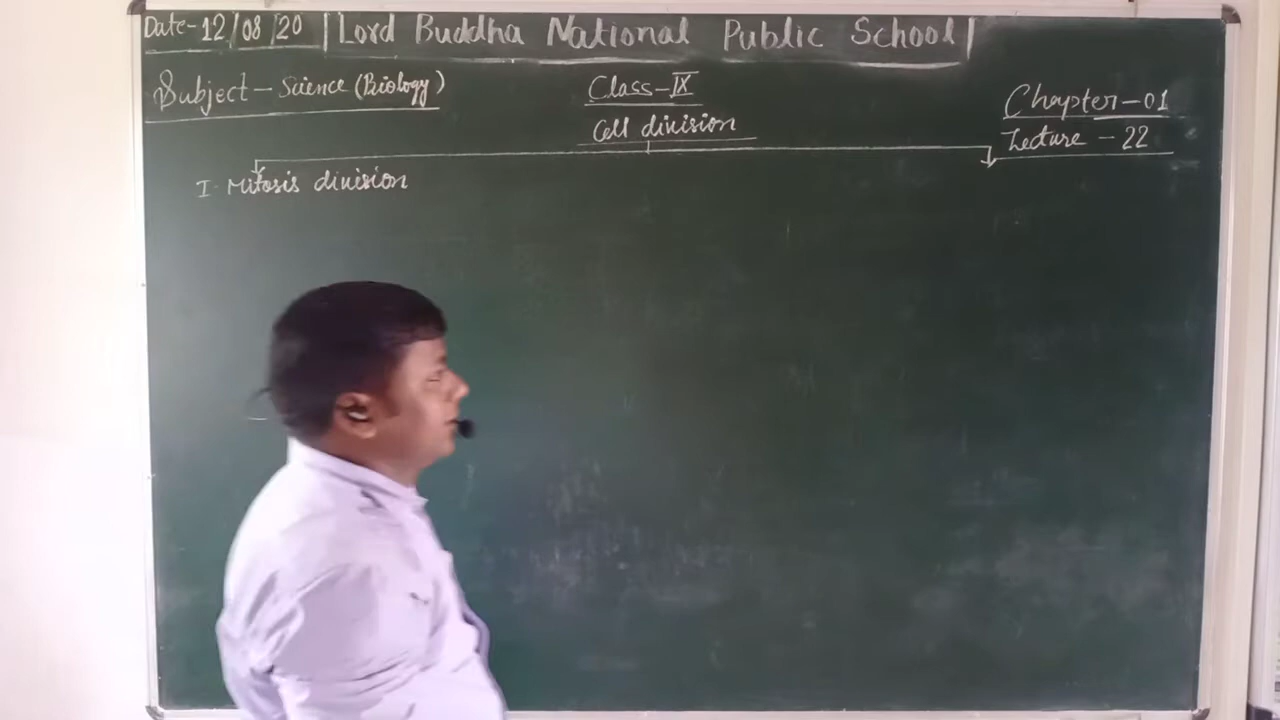 Date-12/08/20 | Lord Buddha National Public School |
Subject - Science (Biology)
Class-IX
Chapter-01
Cell division
Lecture - 22
I. Mitosis division